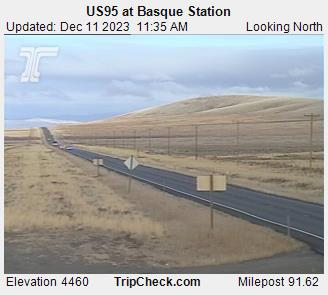 US95 at Basque Station
Updated: Dec 11 2023 11:35 AM Looking North
Elevation 4460 TripCheck.com Milepost 91.62